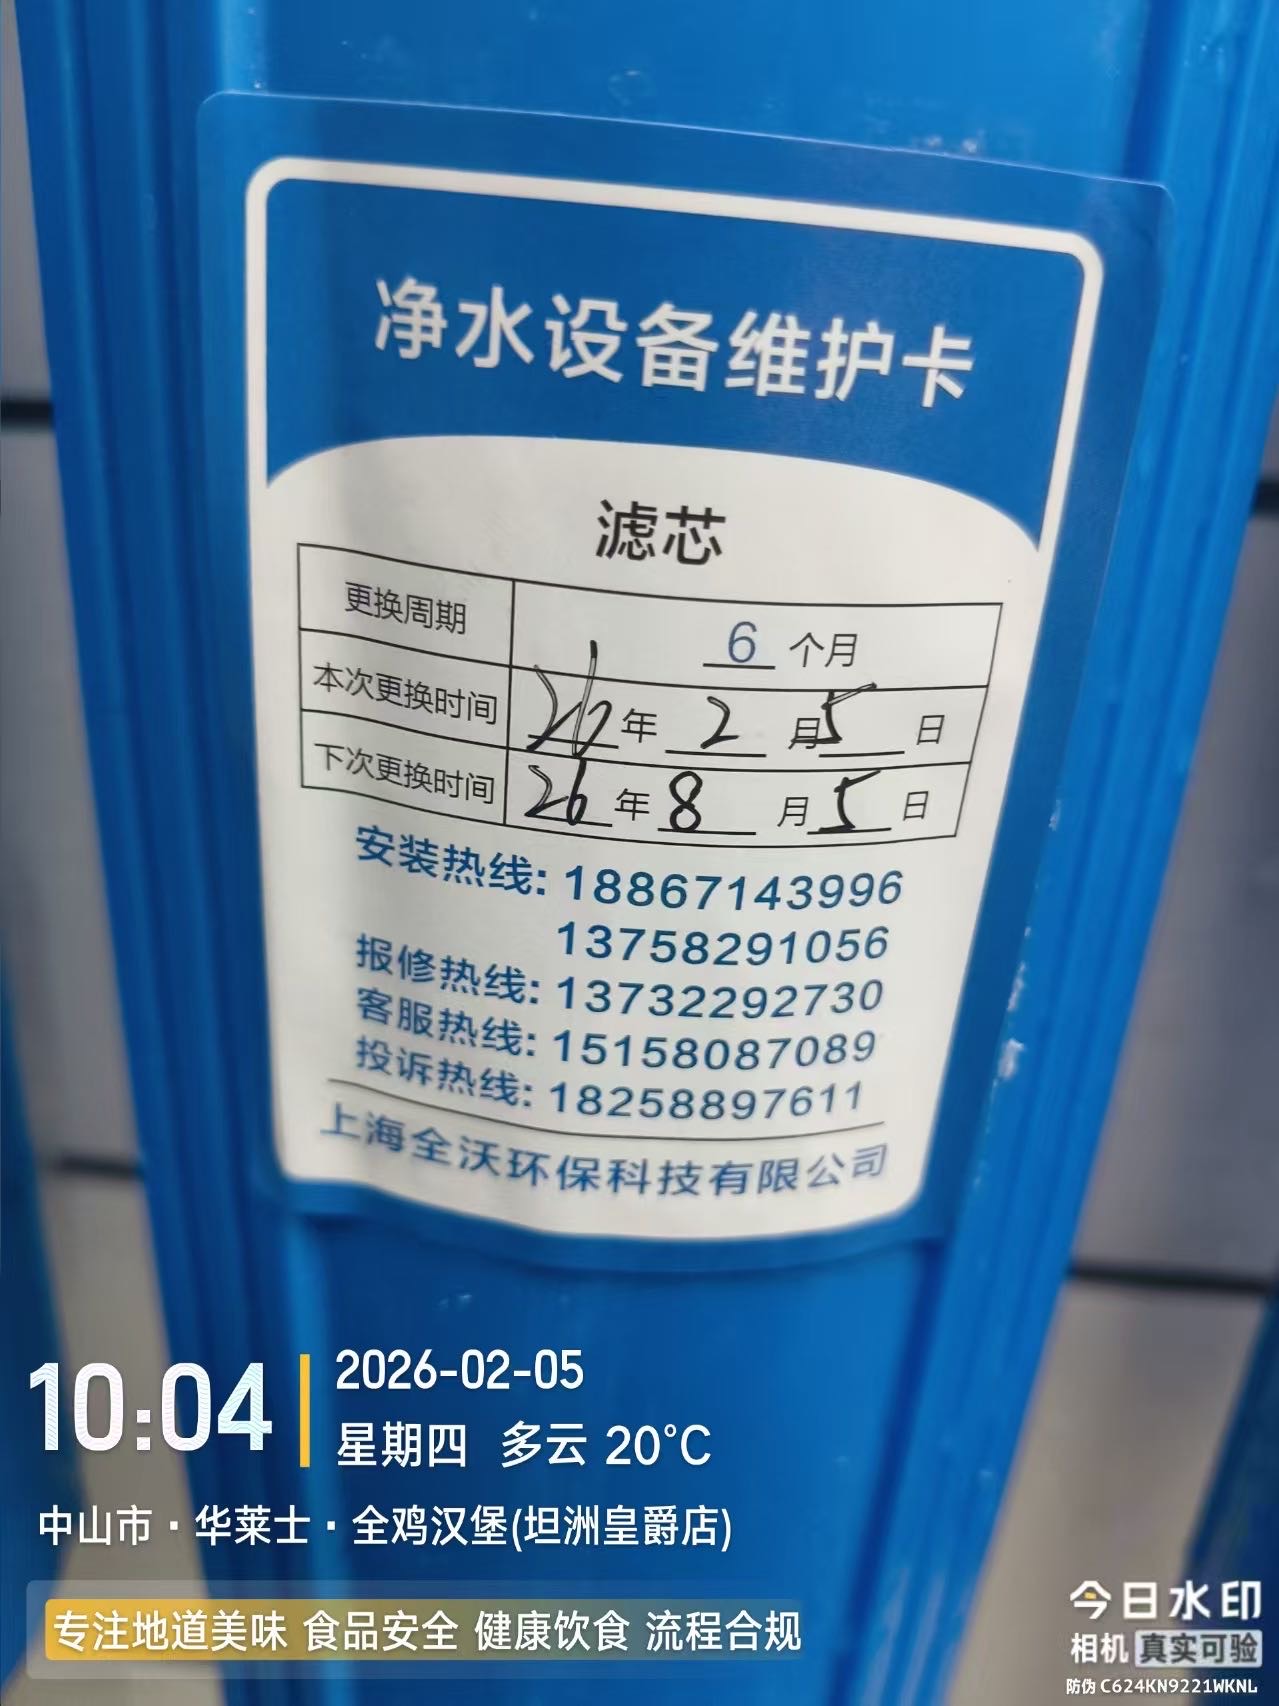 净水设备维护卡
滤芯
更换周期 6 个月
本次更换时间 26 年 2 月 5 日
下次更换时间 26 年 8 月 5 日
安装热线: 18867143996
13758291056
报修热线: 13732292730
客服热线: 15158087089
投诉热线: 18258897611
上海全沃环保科技有限公司
10:04
2026-02-05
星期四 多云 20°C
中山市·华莱士·全鸡汉堡(坦洲皇爵店)
专注地道美味 食品安全 健康饮食 流程合规
今日水印
相机 真实可验
防伪 C624KN9221WKNL